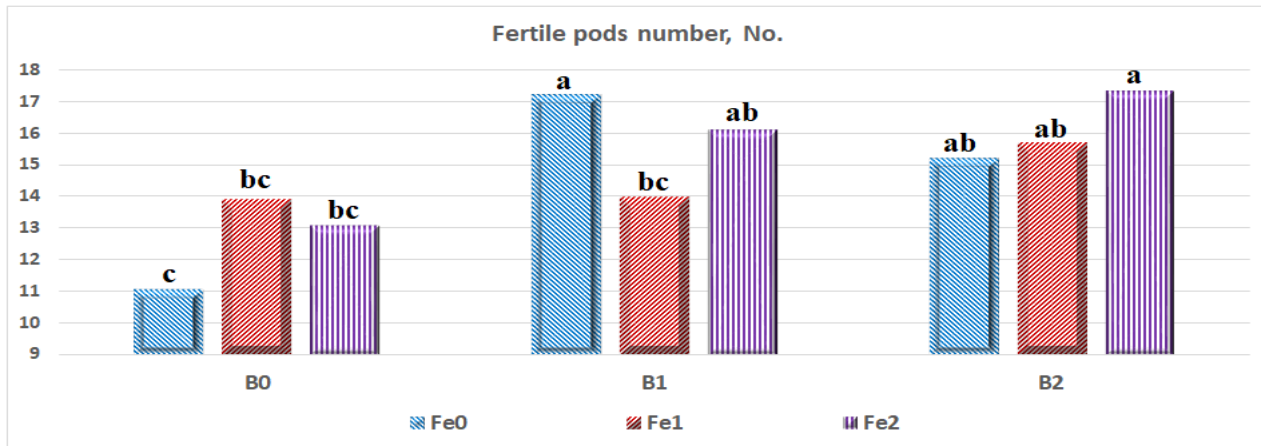 Fertile pods number, No.
18
17
16
15
14
13
12
11
10
9
c
bc
bc
a
bc
ab
ab
ab
a
B0 B1 B2
Fe0 Fe1 Fe2